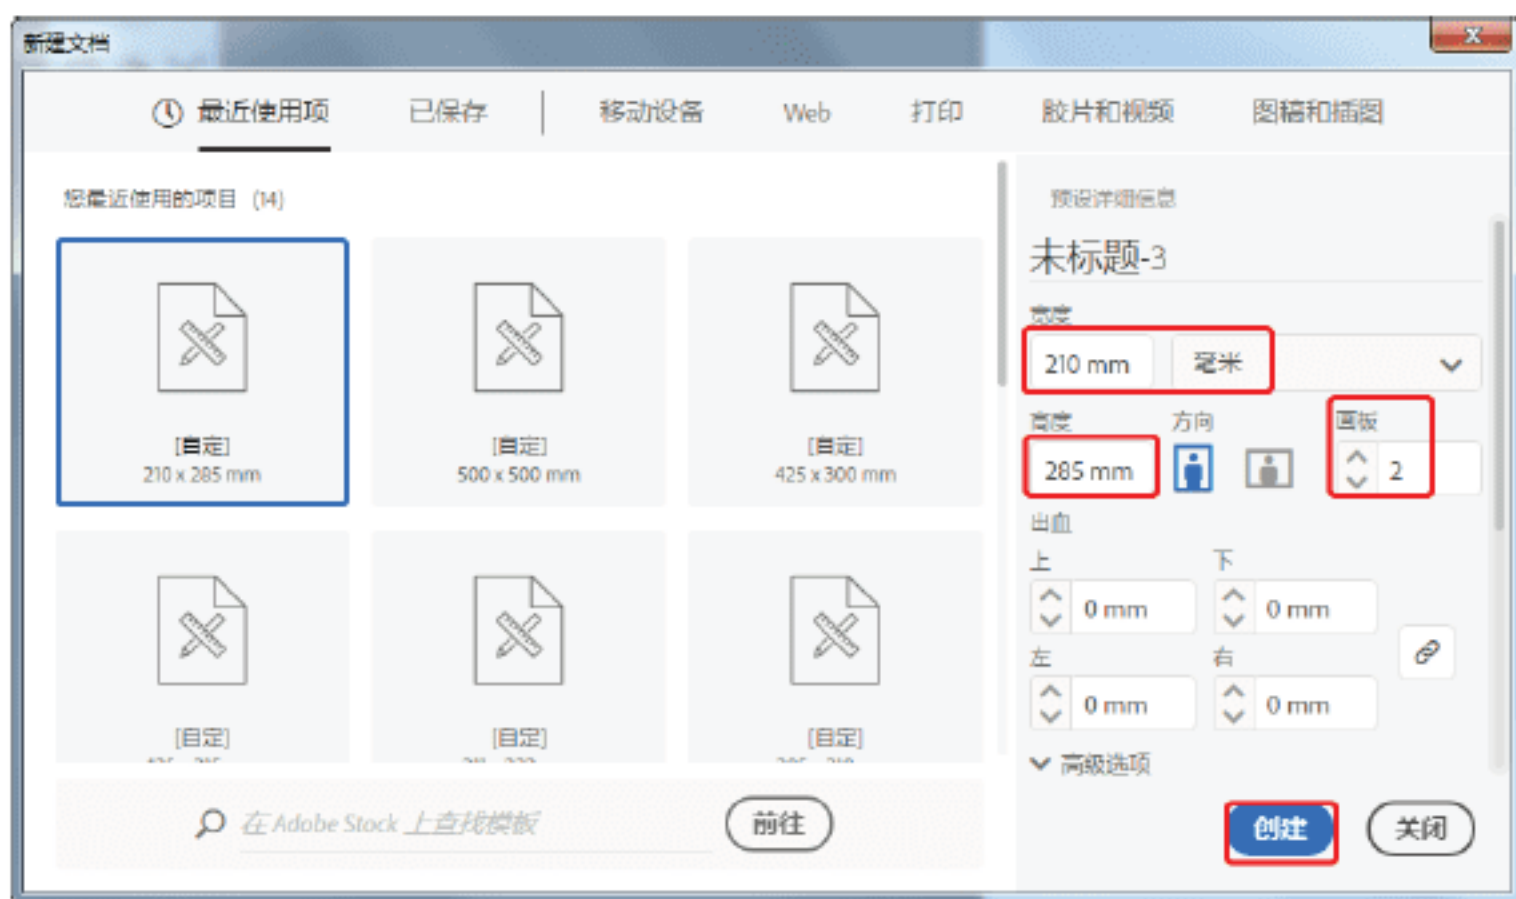 新建文档
最近使用项 已保存 移动设备 Web 打印 胶片和视频 图稿和插图
您最近使用的项目 (14)
[自定]
210 x 285 mm
[自定]
500 x 500 mm
[自定]
425 x 300 mm
[自定]
[自定]
[自定]
在 Adobe Stock 上查找模板 前往
预设详细信息
未标题-3
宽度
210 mm 毫米
高度 方向 画板
285 mm 2
出血
上 下
0 mm 0 mm
左 右
0 mm 0 mm
高级选项
创建 关闭